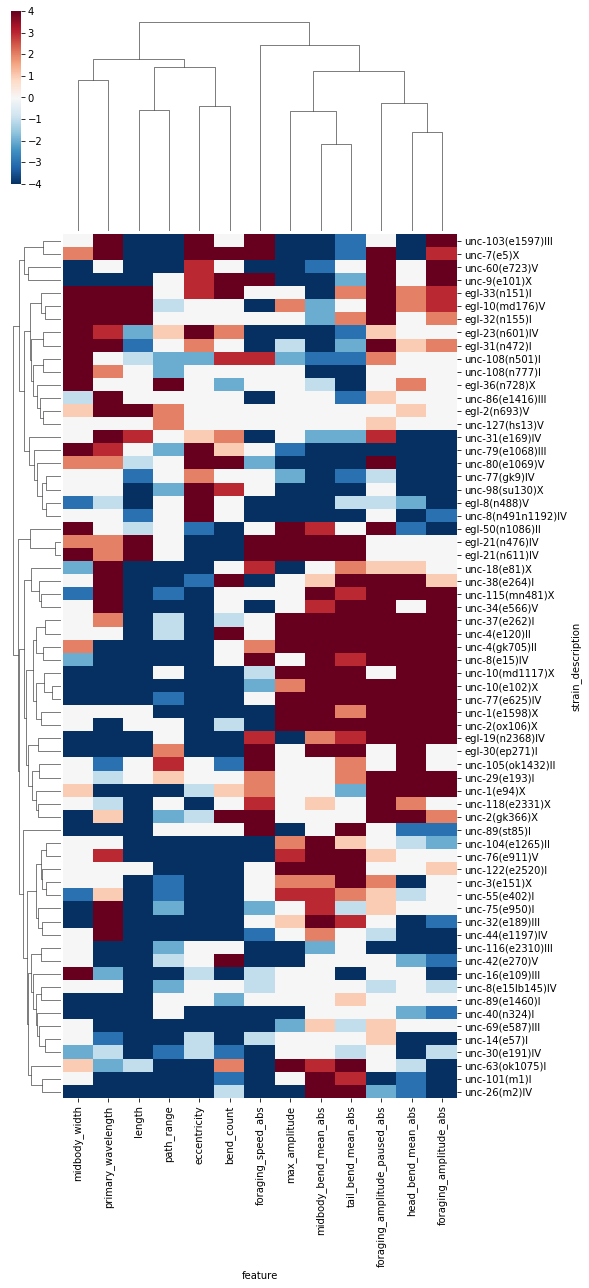 4
3
2
1
0
−1
−2
−3
−4
unc-103(e1597)III
unc-7(e5)X
unc-60(e723)V
unc-9(e101)X
egl-33(n151)I
egl-10(md176)V
egl-32(n155)I
egl-23(n601)IV
egl-31(n472)I
unc-108(n501)I
unc-108(n777)I
egl-36(n728)X
unc-86(e1416)III
egl-2(n693)V
unc-127(hs13)V
unc-31(e169)IV
unc-79(e1068)III
unc-80(e1069)V
unc-77(gk9)IV
unc-98(su130)X
egl-8(n488)V
unc-8(n491n1192)IV
egl-50(n1086)II
egl-21(n476)IV
egl-21(n611)IV
unc-18(e81)X
unc-38(e264)I
unc-115(mn481)X
unc-34(e566)V
unc-37(e262)I
unc-4(e120)II
unc-4(gk705)II
unc-8(e15)IV
unc-10(md1117)X
unc-10(e102)X
unc-77(e625)IV
unc-1(e1598)X
unc-2(ox106)X
egl-19(n2368)IV
egl-30(ep271)I
unc-105(ok1432)II
unc-29(e193)I
unc-1(e94)X
unc-118(e2331)X
unc-2(gk366)X
unc-89(st85)I
unc-104(e1265)II
unc-76(e911)V
unc-122(e2520)I
unc-3(e151)X
unc-55(e402)I
unc-75(e950)I
unc-32(e189)III
unc-44(e1197)IV
unc-116(e2310)III
unc-42(e270)V
unc-16(e109)III
unc-8(e15lb145)IV
unc-89(e1460)I
unc-40(n324)I
unc-69(e587)III
unc-14(e57)I
unc-30(e191)IV
unc-63(ok1075)I
unc-101(m1)I
unc-26(m2)IV
strain_description
midbody_width
primary_wavelength
length
path_range
eccentricity
bend_count
foraging_speed_abs
max_amplitude
midbody_bend_mean_abs
tail_bend_mean_abs
foraging_amplitude_paused_abs
head_bend_mean_abs
foraging_amplitude_abs
feature